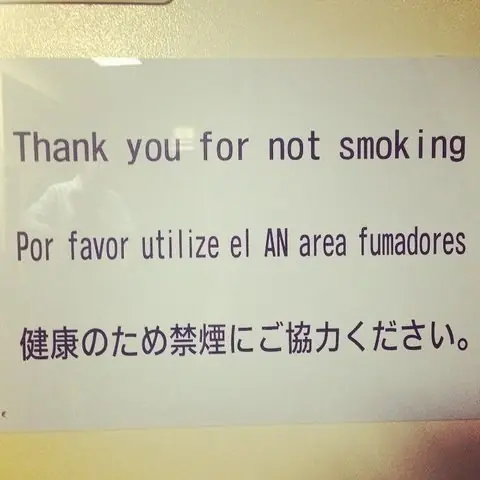 Thank you for not smoking
Por favor utilize el AN area fumadores
健康のため禁煙にご協力ください。